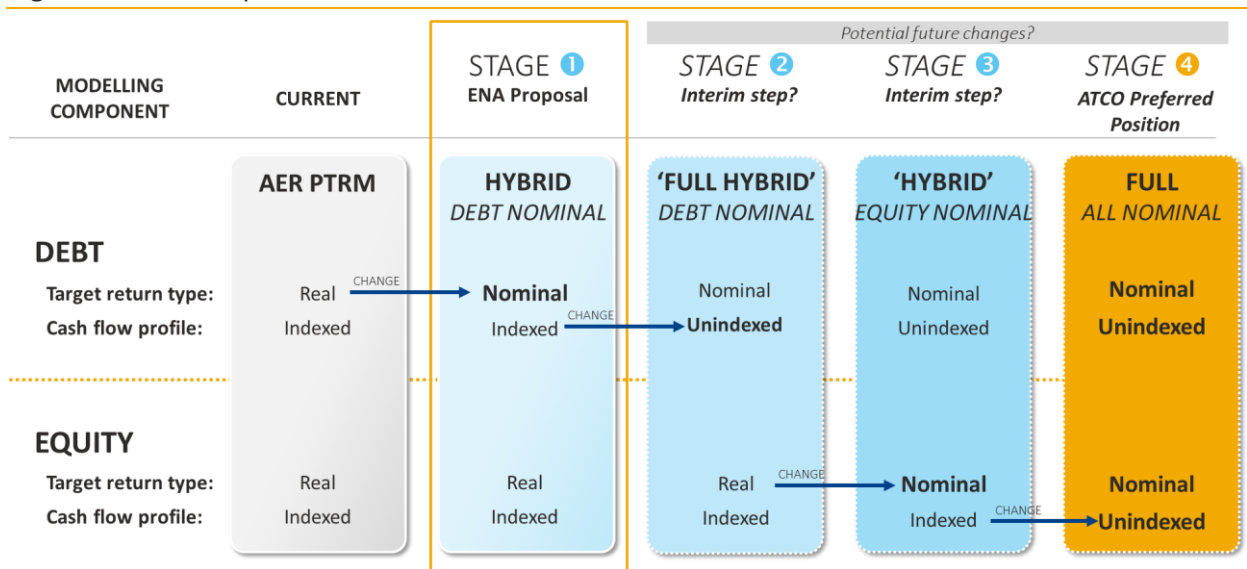 Potential future changes?
MODELLING
COMPONENT
CURRENT
STAGE 1
ENA Proposal
STAGE 2
Interim step?
STAGE 3
Interim step?
STAGE 4
ATCO Preferred
Position
AER PTRM
HYBRID
DEBT NOMINAL
‘FULL HYBRID’
DEBT NOMINAL
‘HYBRID’
EQUITY NOMINAL
FULL
ALL NOMINAL
DEBT
Target return type: Real CHANGE Nominal Nominal Nominal Nominal
Cash flow profile: Indexed Indexed CHANGE Unindexed Unindexed Unindexed
EQUITY
Target return type: Real Real Real CHANGE Nominal Nominal
Cash flow profile: Indexed Indexed Indexed Indexed CHANGE Unindexed